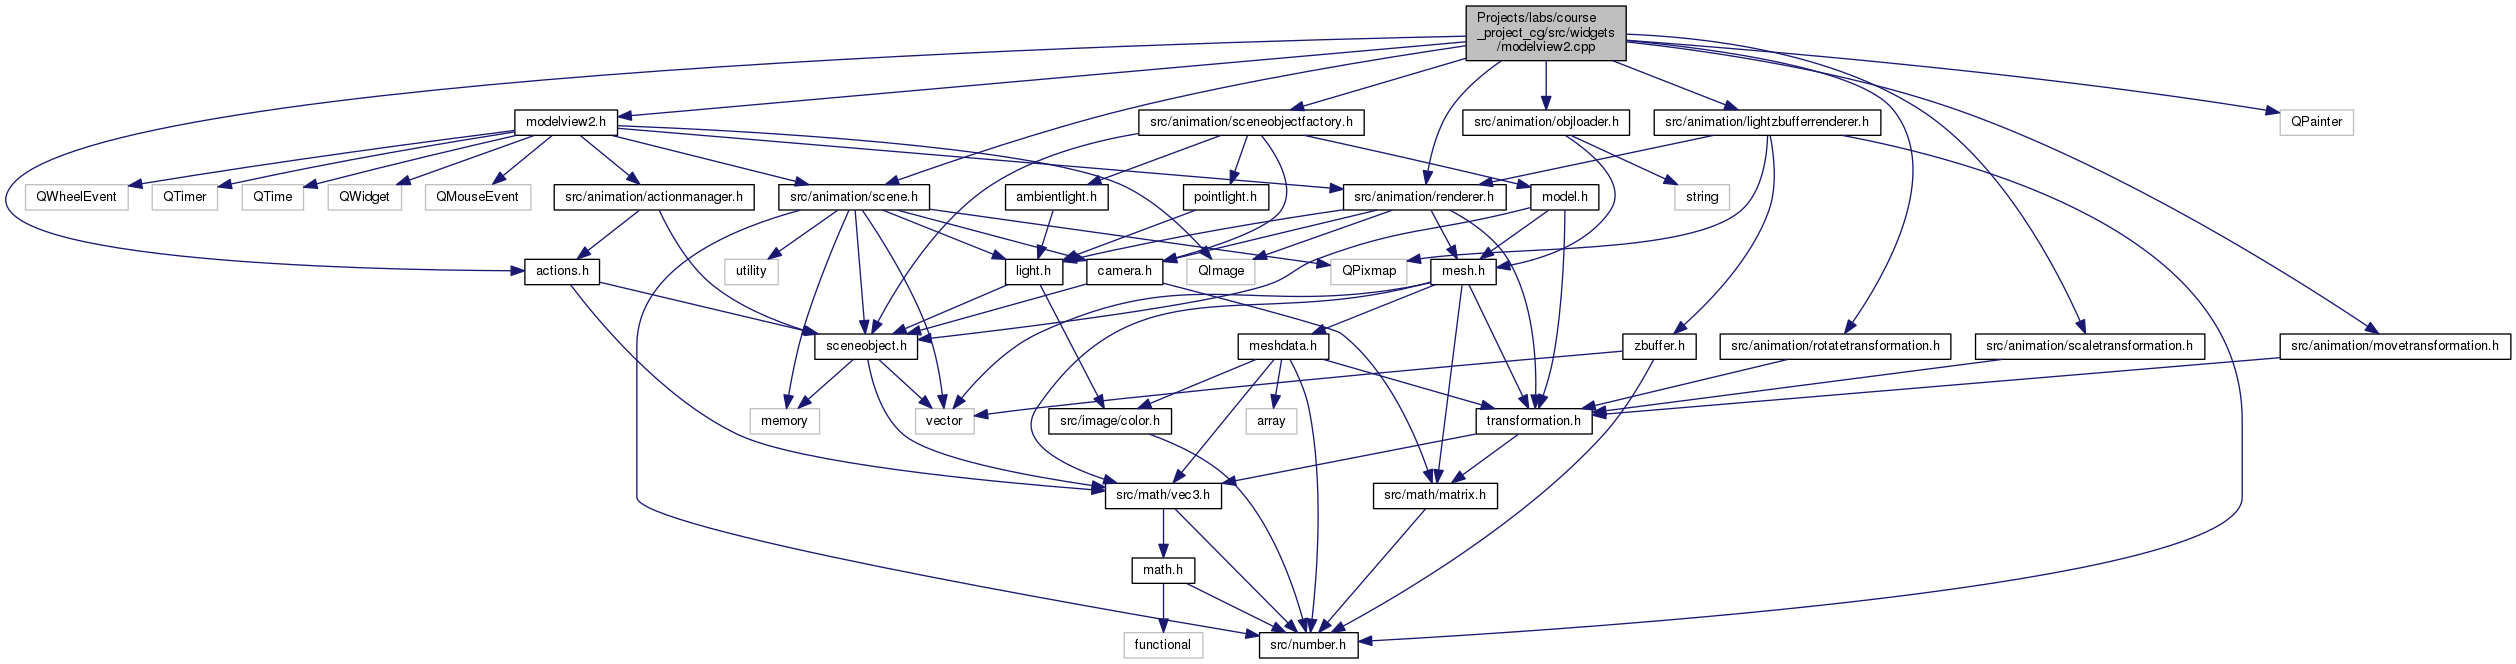 Projects/labs/course
_project_cg/src/widgets
/modelview2.cpp
modelview2.h
src/animation/sceneobjectfactory.h
src/animation/objloader.h
src/animation/lightzbufferrenderer.h
QPainter
QWheelEvent
QTimer
QTime
QWidget
QMouseEvent
src/animation/actionmanager.h
src/animation/scene.h
ambientlight.h
pointlight.h
src/animation/renderer.h
model.h
string
actions.h
utility
light.h
camera.h
QImage
QPixmap
mesh.h
sceneobject.h
meshdata.h
zbuffer.h
src/animation/rotatetransformation.h
src/animation/scaletransformation.h
src/animation/movetransformation.h
memory
vector
src/image/color.h
array
transformation.h
src/math/vec3.h
src/math/matrix.h
math.h
functional
src/number.h